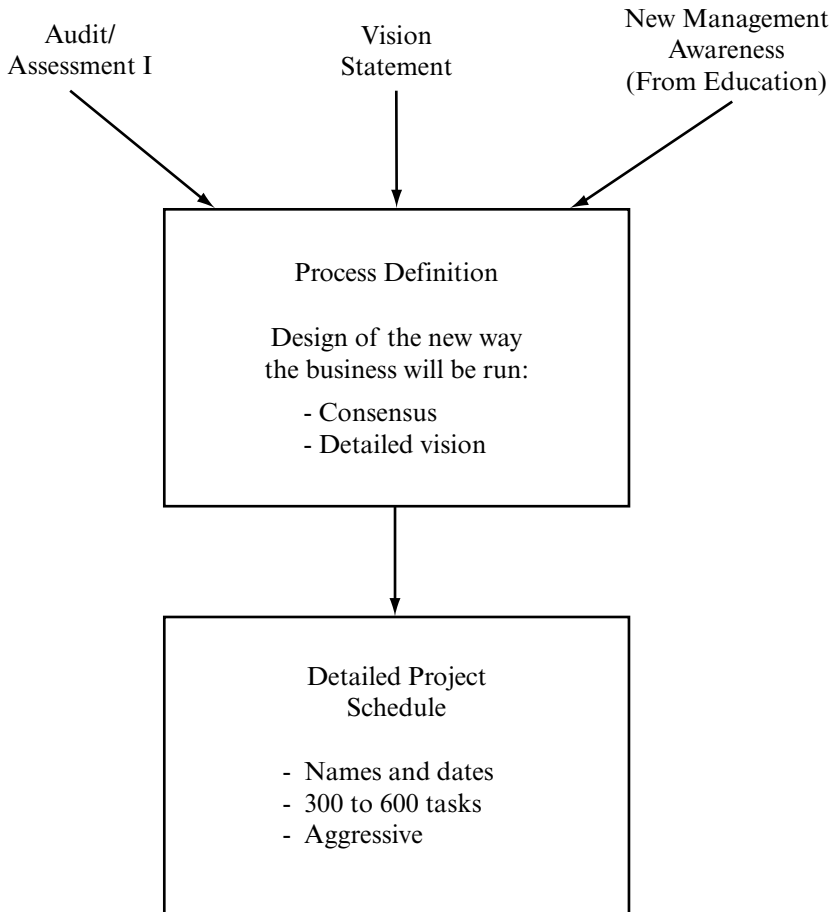 Audit/
Assessment I
Vision
Statement
New Management
Awareness
(From Education)
Process Definition
Design of the new way
the business will be run:
- Consensus
- Detailed vision
Detailed Project
Schedule
- Names and dates
- 300 to 600 tasks
- Aggressive